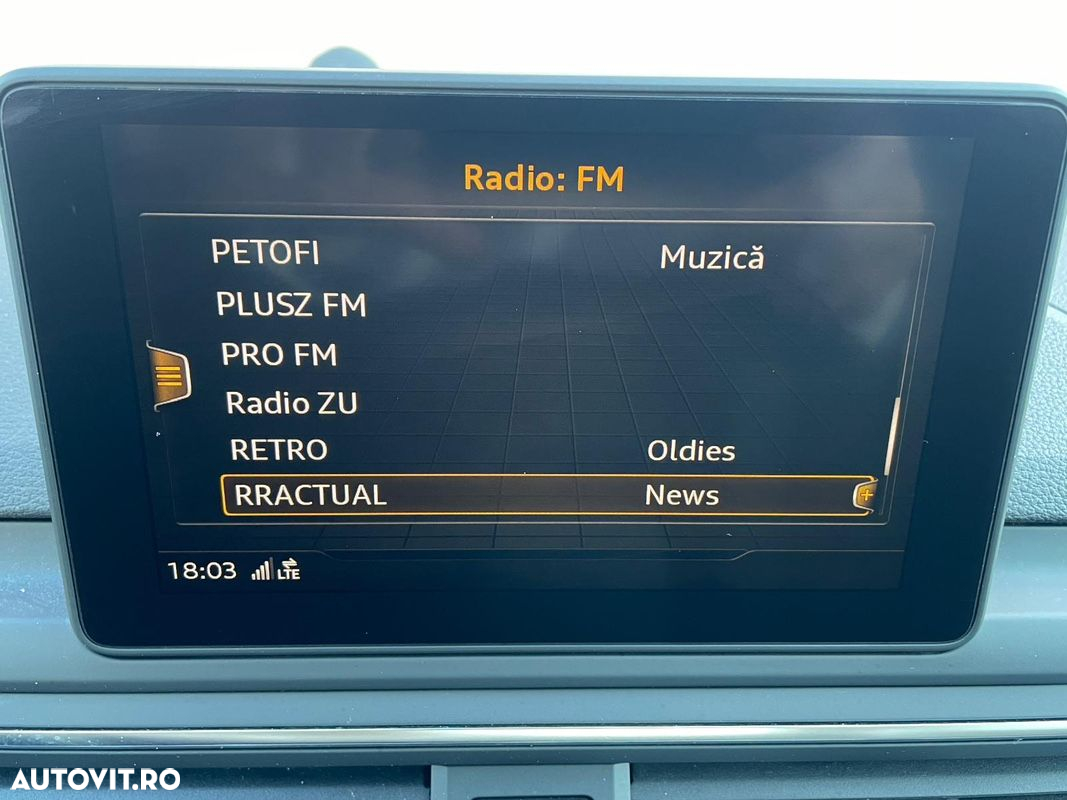 Radio: FM
PETOFI Muzică
PLUSZ FM
PRO FM
Radio ZU
RETRO Oldies
RRACTUAL News
18:03 LTE
AUTOVIT.RO